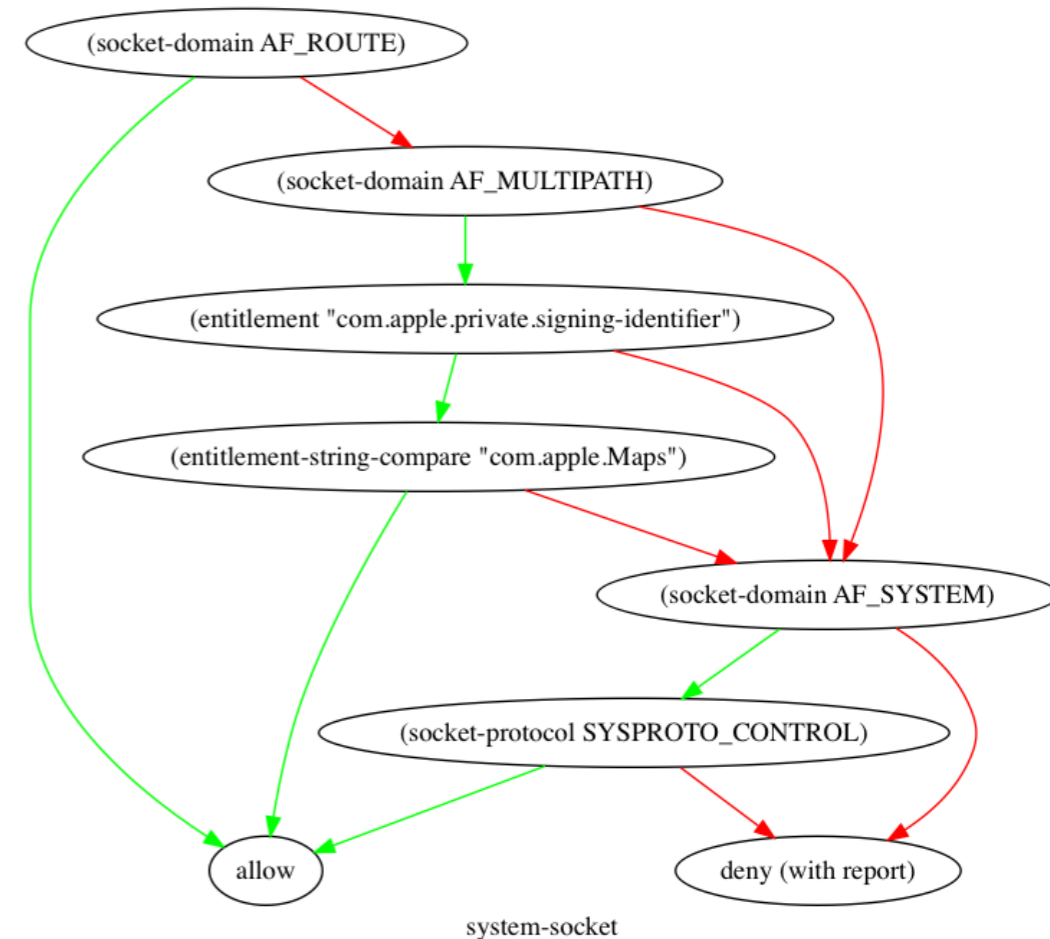 (socket-domain AF_ROUTE)
(socket-domain AF_MULTIPATH)
(entitlement "com.apple.private.signing-identifier")
(entitlement-string-compare "com.apple.Maps")
(socket-domain AF_SYSTEM)
(socket-protocol SYSPROTO_CONTROL)
allow
deny (with report)
system-socket